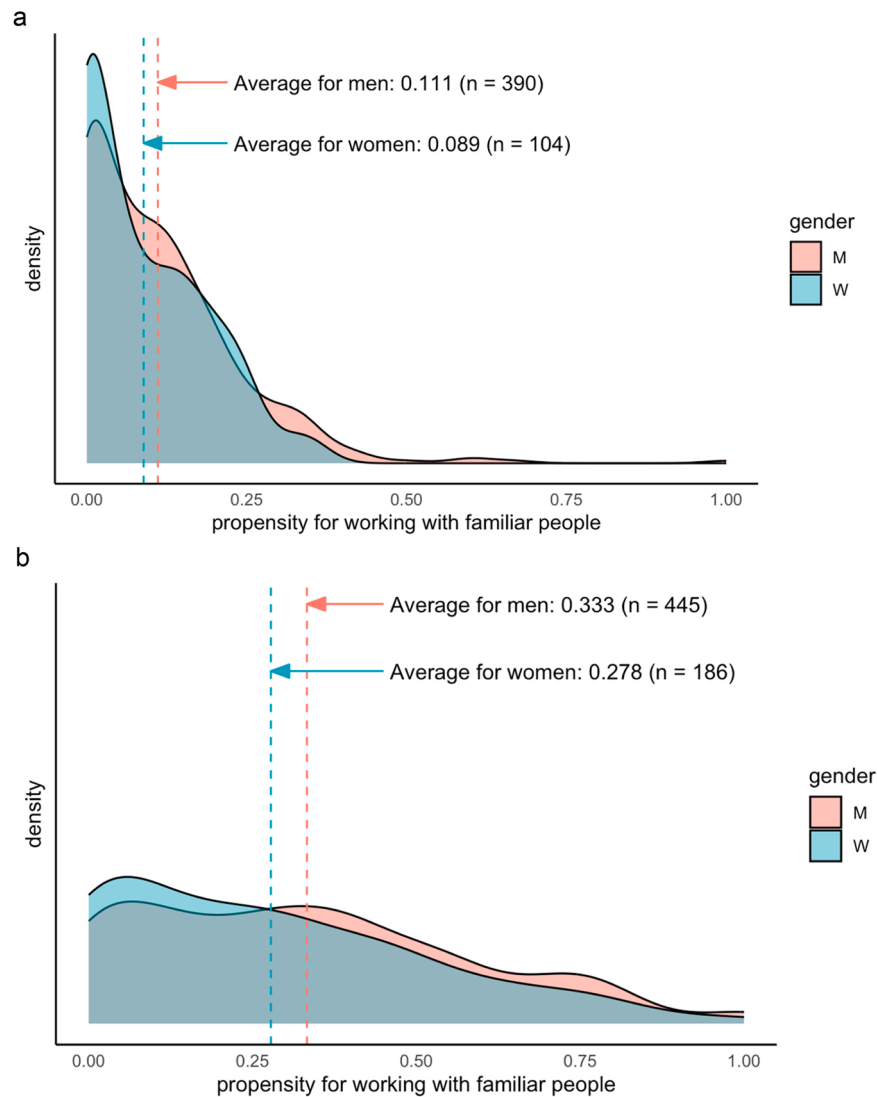 a
Average for men: 0.111 (n = 390)
Average for women: 0.089 (n = 104)
density
gender
M
W
0.00 0.25 0.50 0.75 1.00
propensity for working with familiar people
b
Average for men: 0.333 (n = 445)
Average for women: 0.278 (n = 186)
density
gender
M
W
0.00 0.25 0.50 0.75 1.00
propensity for working with familiar people